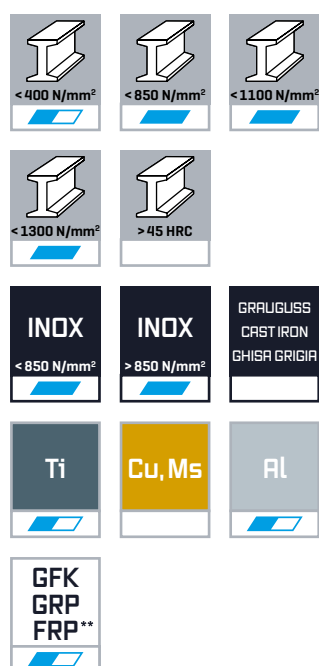 <400 N/mm²
<850 N/mm²
<1100 N/mm²
<1300 N/mm²
>45 HRC
INOX
<850 N/mm²
INOX
>850 N/mm²
GRAUGUSS
CAST IRON
GHISA GRIGIA
Ti
Cu, Ms
Al
GFK
GRP
FRP**